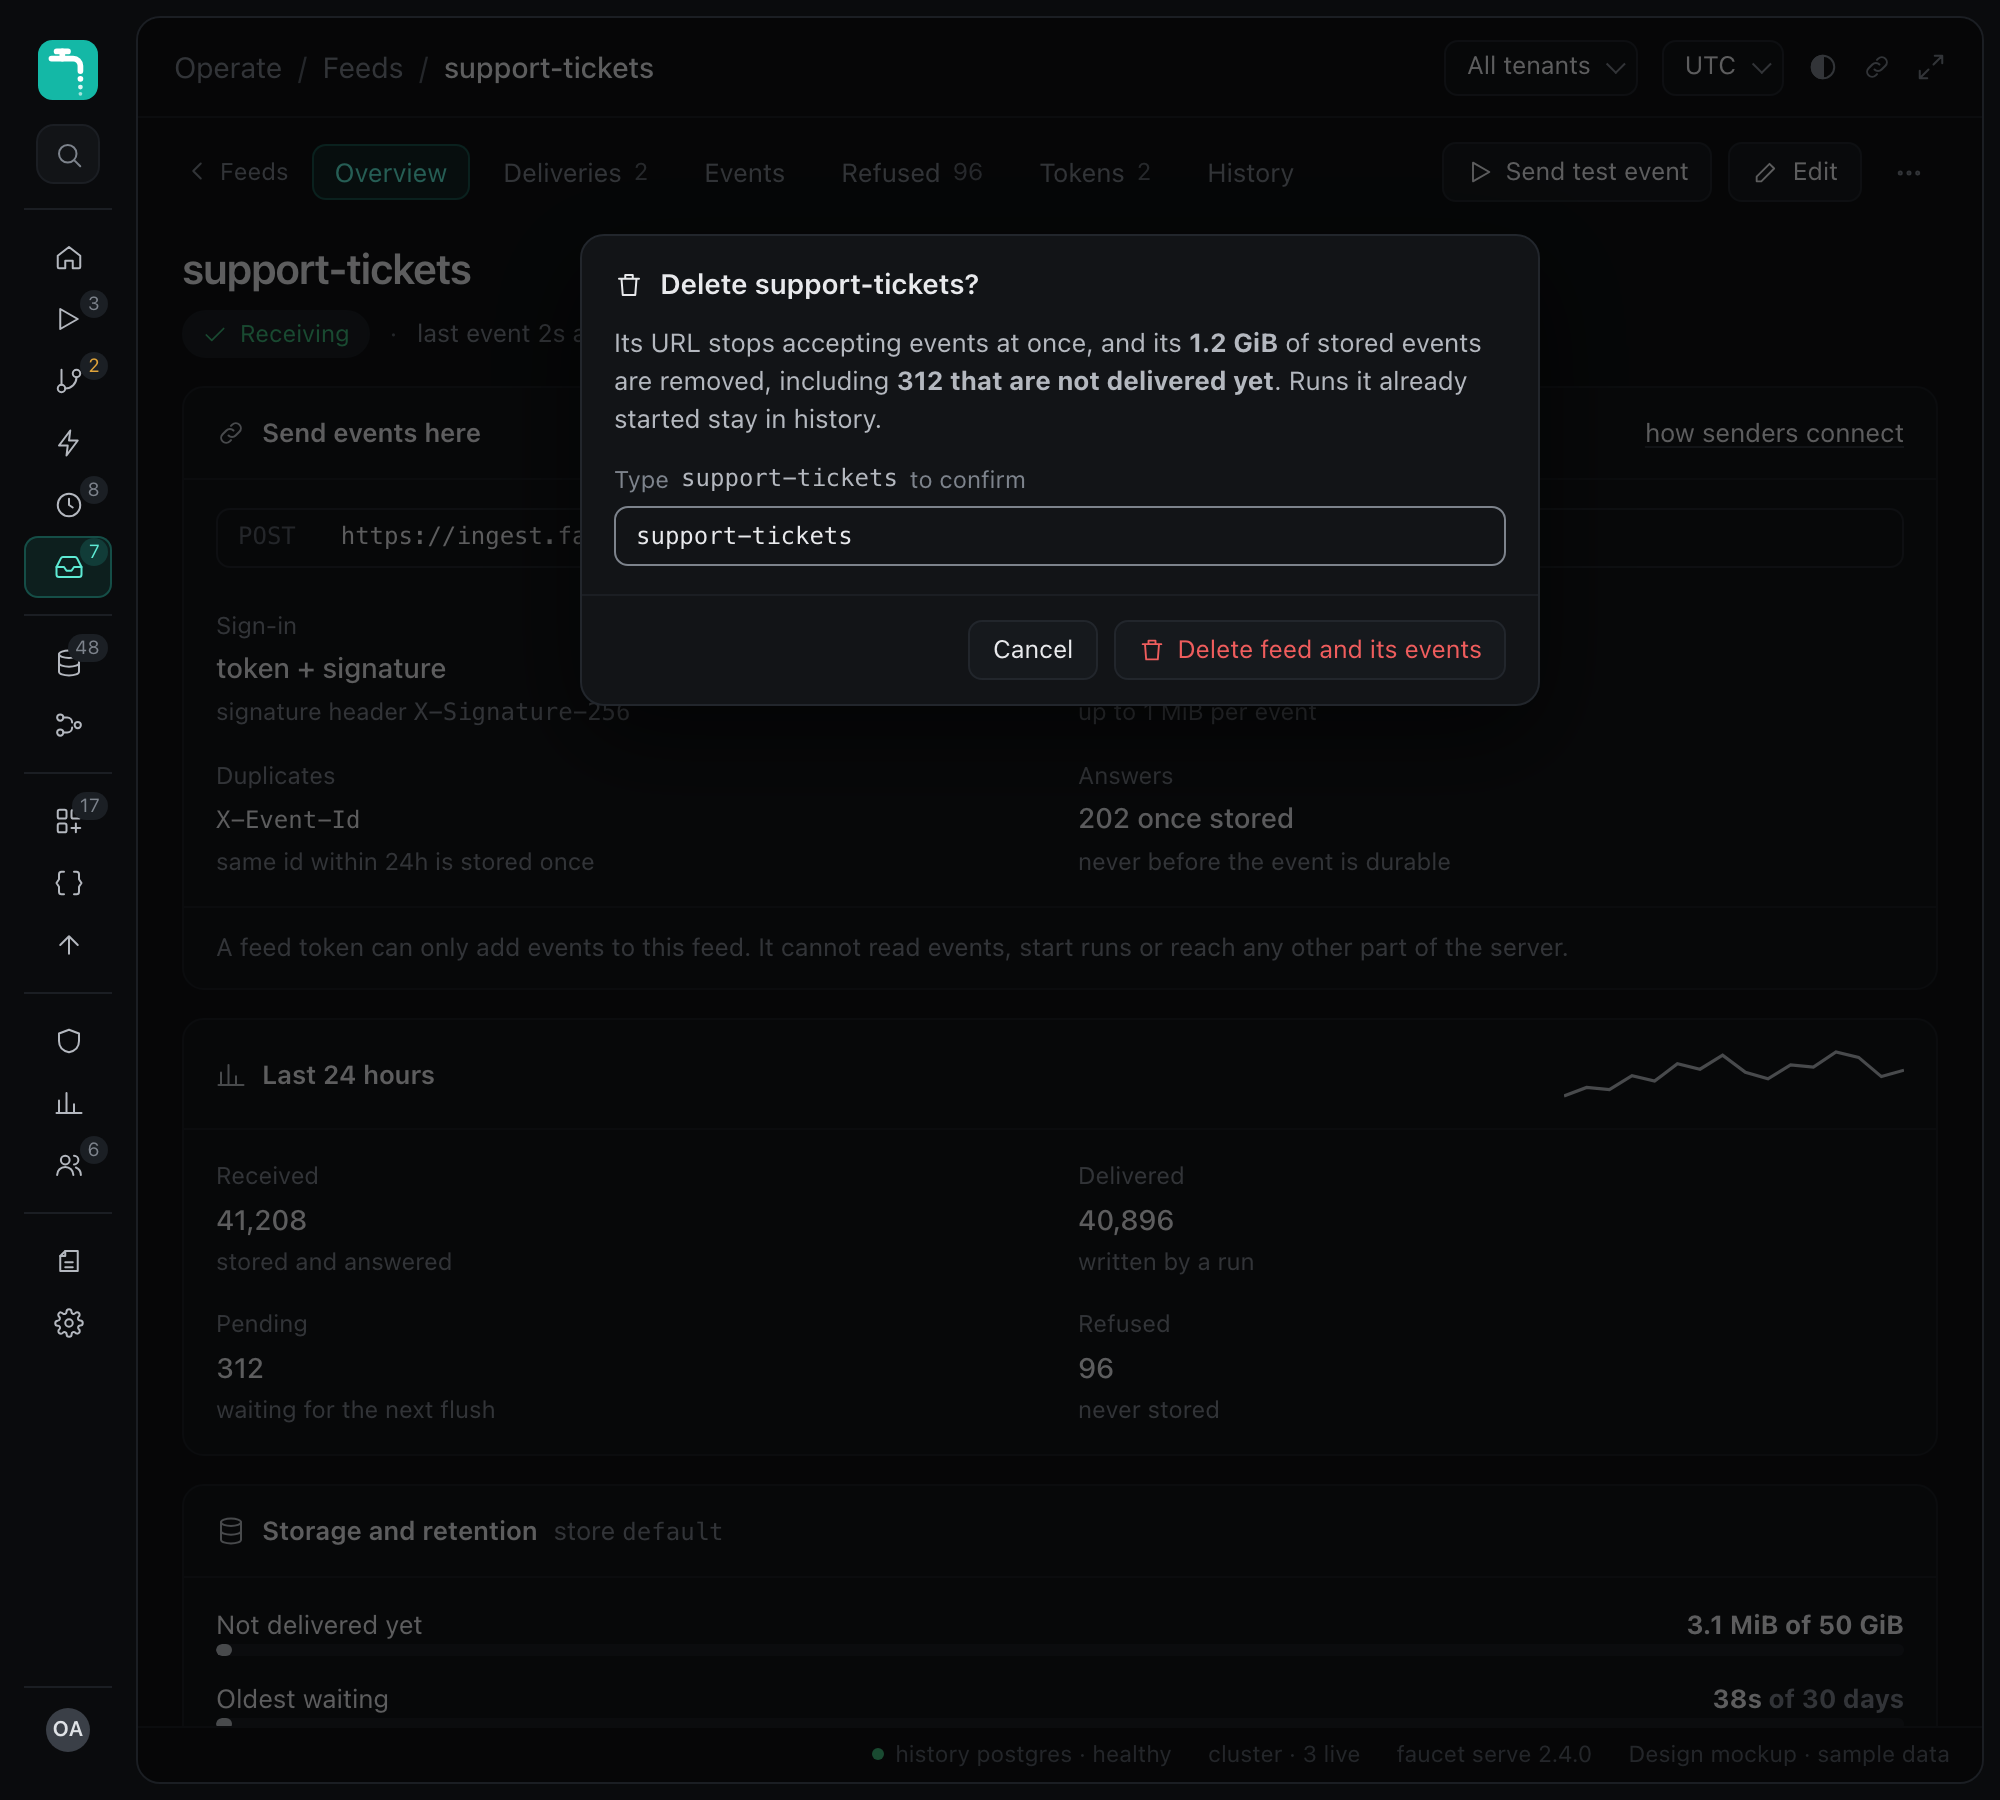 Operate / Feeds / support-tickets
All tenants
UTC
Feeds
Overview
Deliveries 2
Events
Refused 96
Tokens 2
History
Send test event
Edit
support-tickets
Receiving · last event 2s
Delete support-tickets?
Its URL stops accepting events at once, and its 1.2 GiB of stored events
are removed, including 312 that are not delivered yet. Runs it already
started stay in history.
Type support-tickets to confirm
support-tickets
Cancel
Delete feed and its events
Send events here
how senders connect
POST https://ingest.fa
Sign-in
token + signature
signature header X-Signature-256
up to 1 MiB per event
Duplicates
X-Event-Id
same id within 24h is stored once
Answers
202 once stored
never before the event is durable
A feed token can only add events to this feed. It cannot read events, start runs or reach any other part of the server.
Last 24 hours
Received
41,208
stored and answered
Delivered
40,896
written by a run
Pending
312
waiting for the next flush
Refused
96
never stored
Storage and retention store default
Not delivered yet
3.1 MiB of 50 GiB
Oldest waiting
38s of 30 days
history postgres · healthy
cluster · 3 live
faucet serve 2.4.0
Design mockup · sample data
3
2
8
7
48
17
6
OA